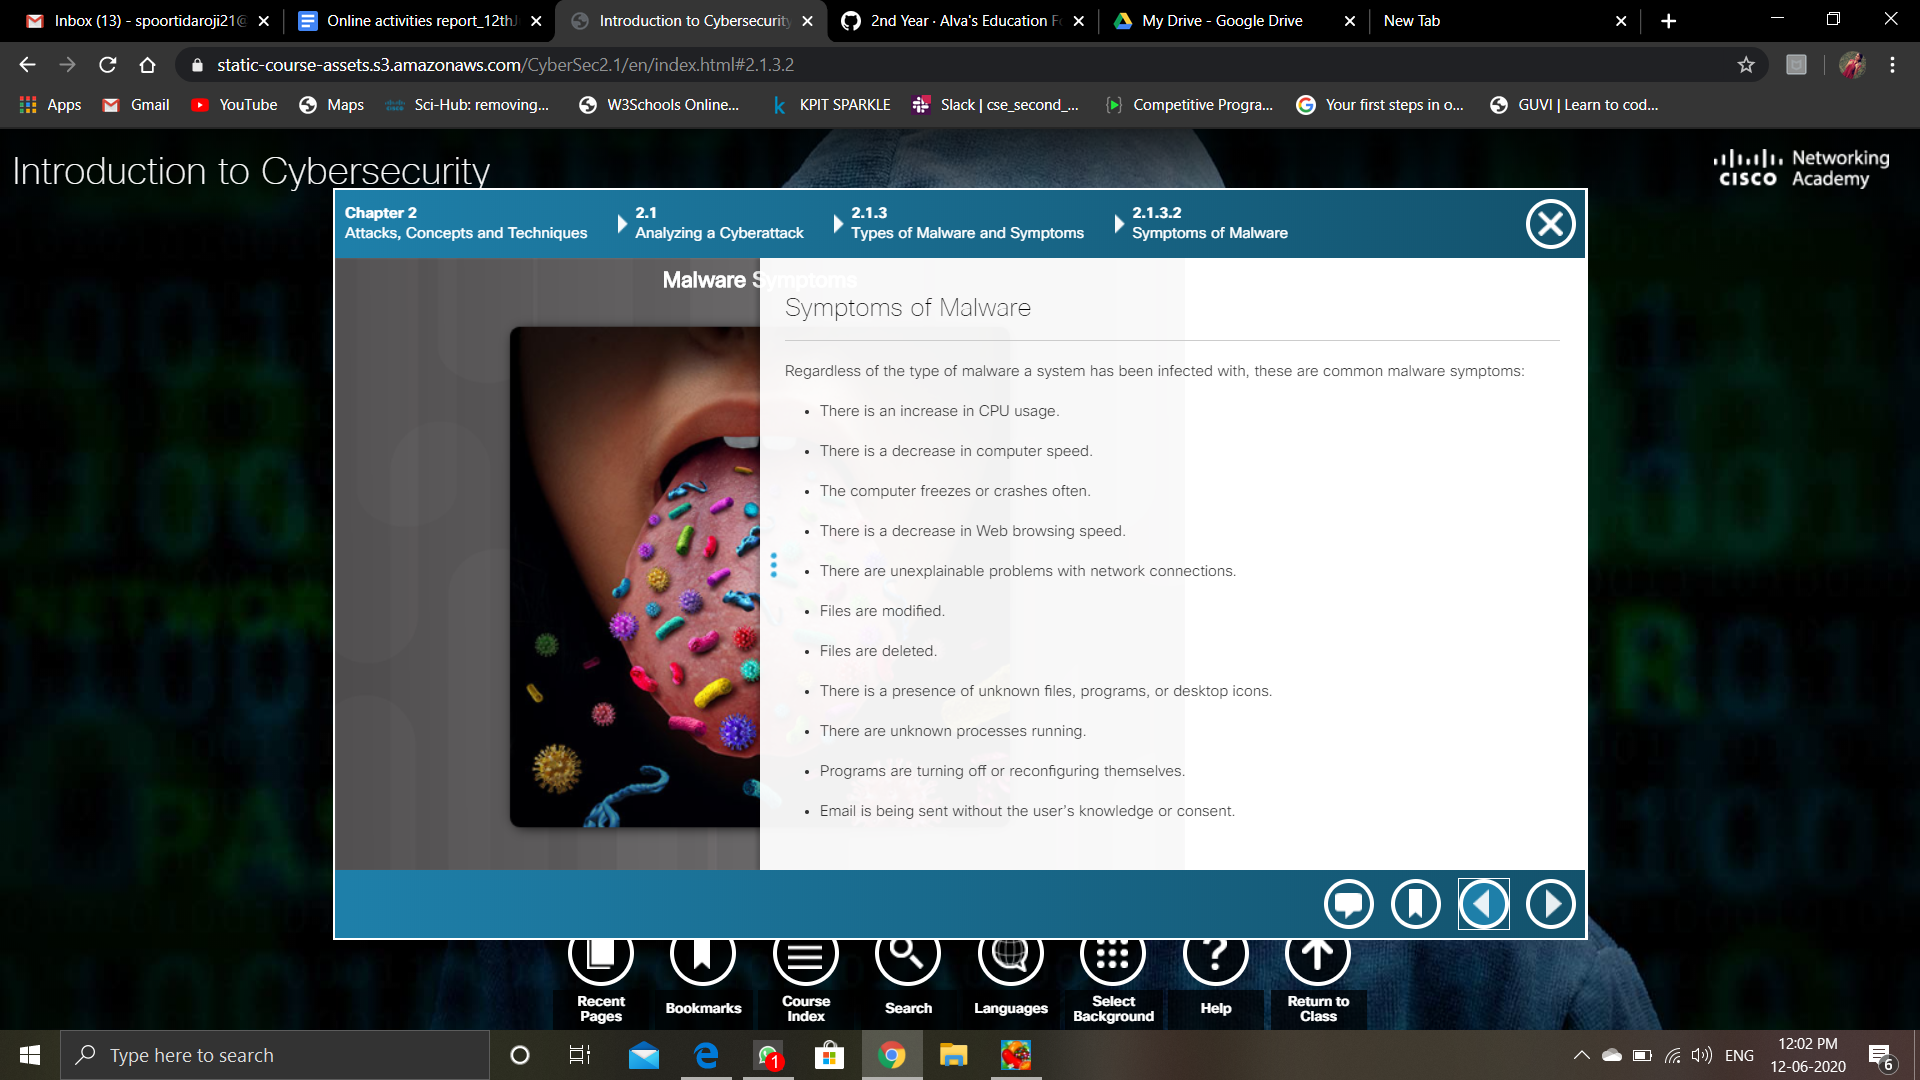 Inbox (13) - spoortidaroji21@
Online activities report_12thJ
Introduction to Cybersecurity
2nd Year · Alva's Education Fo
My Drive - Google Drive
New Tab
static-course-assets.s3.amazonaws.com/CyberSec2.1/en/index.html#2.1.3.2
Apps
Gmail
YouTube
Maps
Sci-Hub: removing...
W3Schools Online...
KPIT SPARKLE
Slack | cse_second_...
Competitive Progra...
Your first steps in o...
GUVI | Learn to cod...
Introduction to Cybersecurity
CISCO
Networking
Academy
Chapter 2
Attacks, Concepts and Techniques
2.1
Analyzing a Cyberattack
2.1.3
Types of Malware and Symptoms
2.1.3.2
Symptoms of Malware
Malware Symptoms
Symptoms of Malware
Regardless of the type of malware a system has been infected with, these are common malware symptoms:
• There is an increase in CPU usage.
• There is a decrease in computer speed.
• The computer freezes or crashes often.
• There is a decrease in Web browsing speed.
• There are unexplainable problems with network connections.
• Files are modified.
• Files are deleted.
• There is a presence of unknown files, programs, or desktop icons.
• There are unknown processes running.
• Programs are turning off or reconfiguring themselves.
• Email is being sent without the user's knowledge or consent.
Recent
Pages
Bookmarks
Course
Index
Search
Languages
Select
Background
Help
Return to
Class
Type here to search
1
ENG
12:02 PM
12-06-2020
6